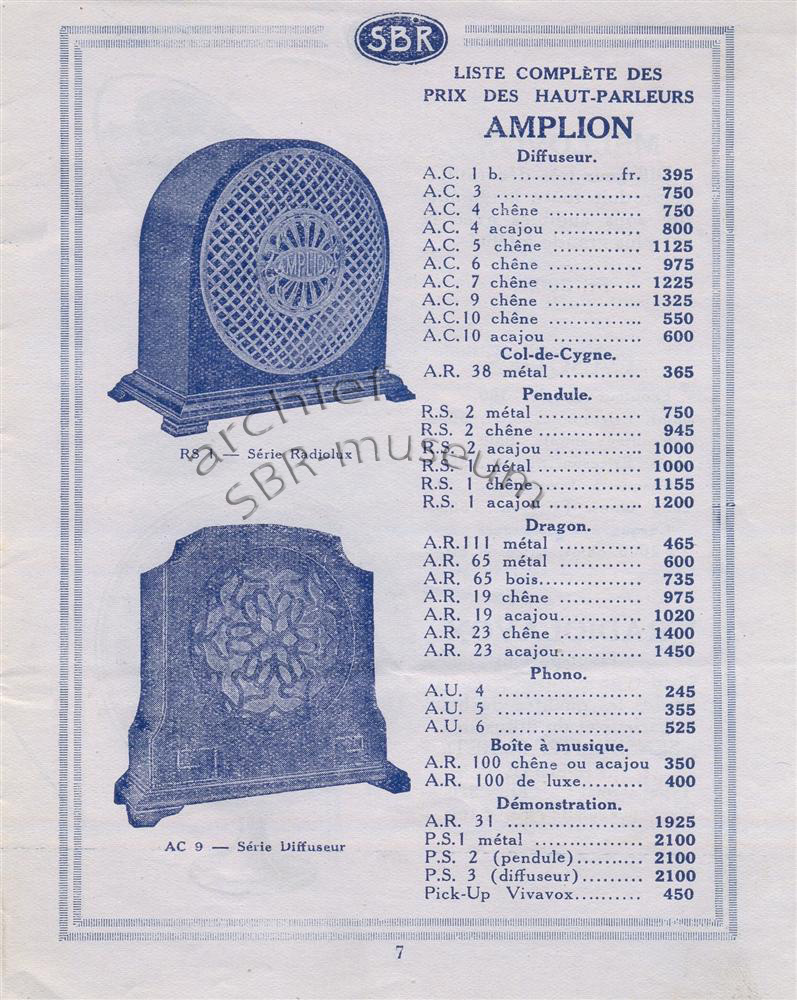 SBR
LISTE COMPLÈTE DES
PRIX DES HAUT-PARLEURS
AMPLION
Diffuseur.
A.C. 1 b. ................fr. 395
A.C. 3 ..................... 750
A.C. 4 chêne .............. 750
A.C. 4 acajou ............. 800
A.C. 5 chêne ............. 1125
A.C. 6 chêne ............. 975
A.C. 7 chêne ............. 1225
A.C. 9 chêne ............. 1325
A.C.10 chêne ............. 550
A.C.10 acajou ............. 600
Col-de-Cygne.
A.R. 38 métal ............ 365
Pendule.
R.S. 2 métal ............... 750
R.S. 2 chêne ............... 945
R.S. 2 acajou ............. 1000
R.S. 1 métal ............... 1000
R.S. 1 chêne ............... 1155
R.S. 1 acajou ............. 1200
Dragon.
A.R.111 métal ............ 465
A.R. 65 métal ............ 600
A.R. 65 bois............... 735
A.R. 19 chêne ............ 975
A.R. 19 acajou............ 1020
A.R. 23 chêne ............ 1400
A.R. 23 acajou............ 1450
Phono.
A.U. 4 ..................... 245
A.U. 5 ..................... 355
A.U. 6 ..................... 525
Boîte à musique.
A.R. 100 chêne ou acajou 350
A.R. 100 de luxe......... 400
Démonstration.
A.R. 31 ................... 1925
P.S.1 métal ............... 2100
P.S. 2 (pendule)......... 2100
P.S. 3 (diffuseur)......... 2100
Pick-Up Vivavox.......... 450
AMPLION
RS 1 — Série Radiolux
AC 9 — Série Diffuseur
archief
SBR museum
7